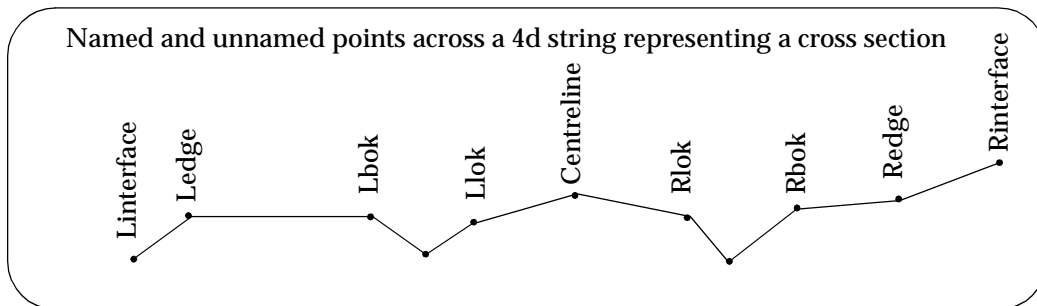 Named and unnamed points across a 4d string representing a cross section
Linterface
Ledge
Lbok
Llok
Centreline
Rlok
Rbok
Redge
Rinterface